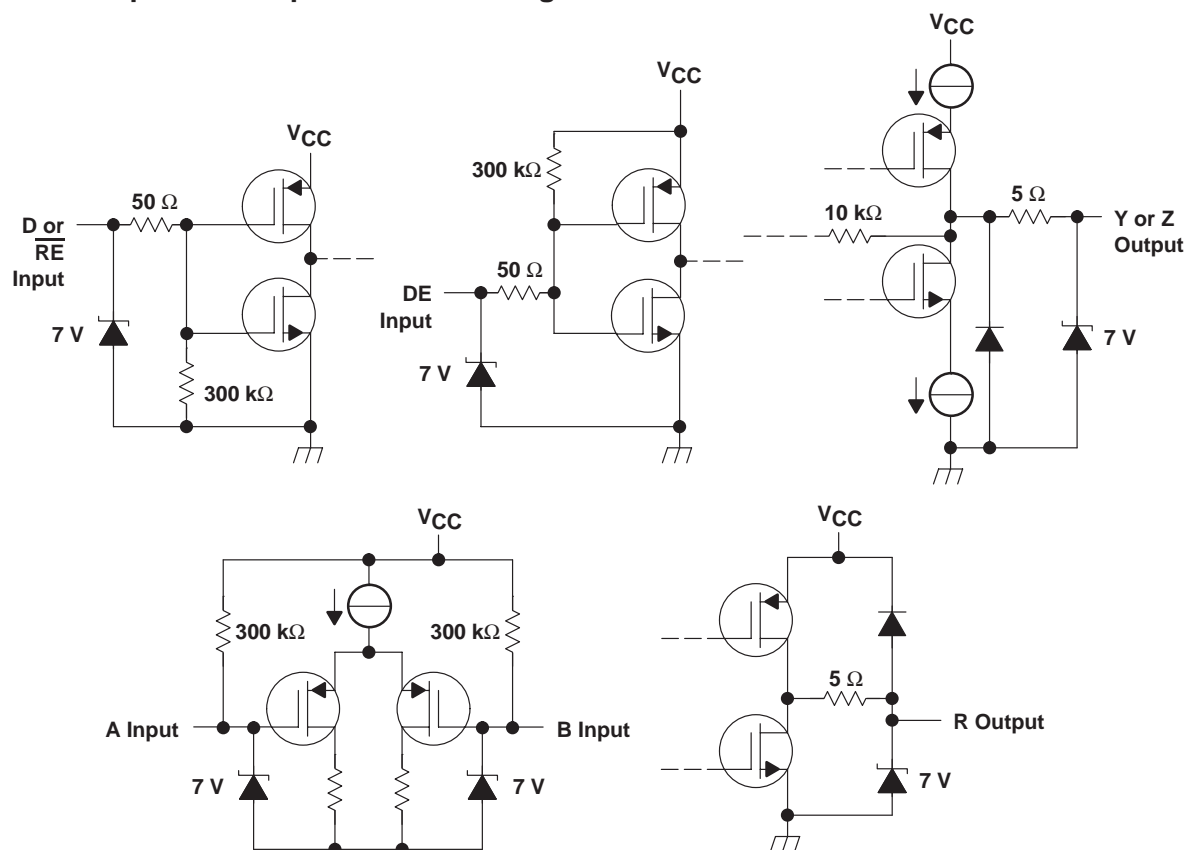 VCC
VCC
VCC
300 kΩ
50 Ω
5 Ω
D or
RE
Input
10 kΩ
Y or Z
Output
50 Ω
DE
Input
7 V
7 V
7 V
300 kΩ
VCC
VCC
300 kΩ
300 kΩ
5 Ω
A Input
B Input
R Output
7 V
7 V
7 V